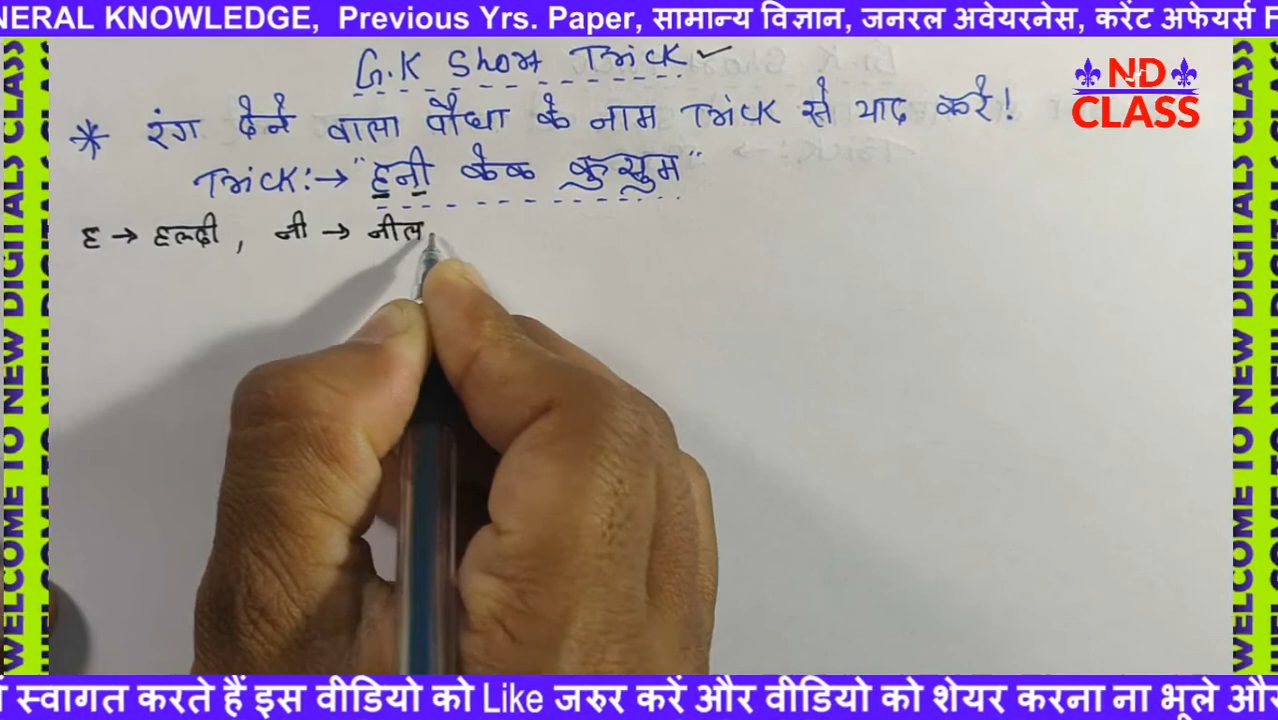 NERAL KNOWLEDGE, Previous Yrs. Paper, सामान्य विज्ञान, जनरल अवेयरनेस, करेंट अफेयर्स F
G.K Short Trick ✓
* रंग देने वाला पौधा के नाम Trick से याद करे!
Trick:→ "हनी केक कुसुम"
ह → हल्दी, नी → नील
ND
CLASS
WELCOME TO NEW DIGITALS CLASS
WELCOME TO NEW DIGITALS CLASS
स्वागत करते हैं इस वीडियो को Like जरुर करें और वीडियो को शेयर करना ना भूले और